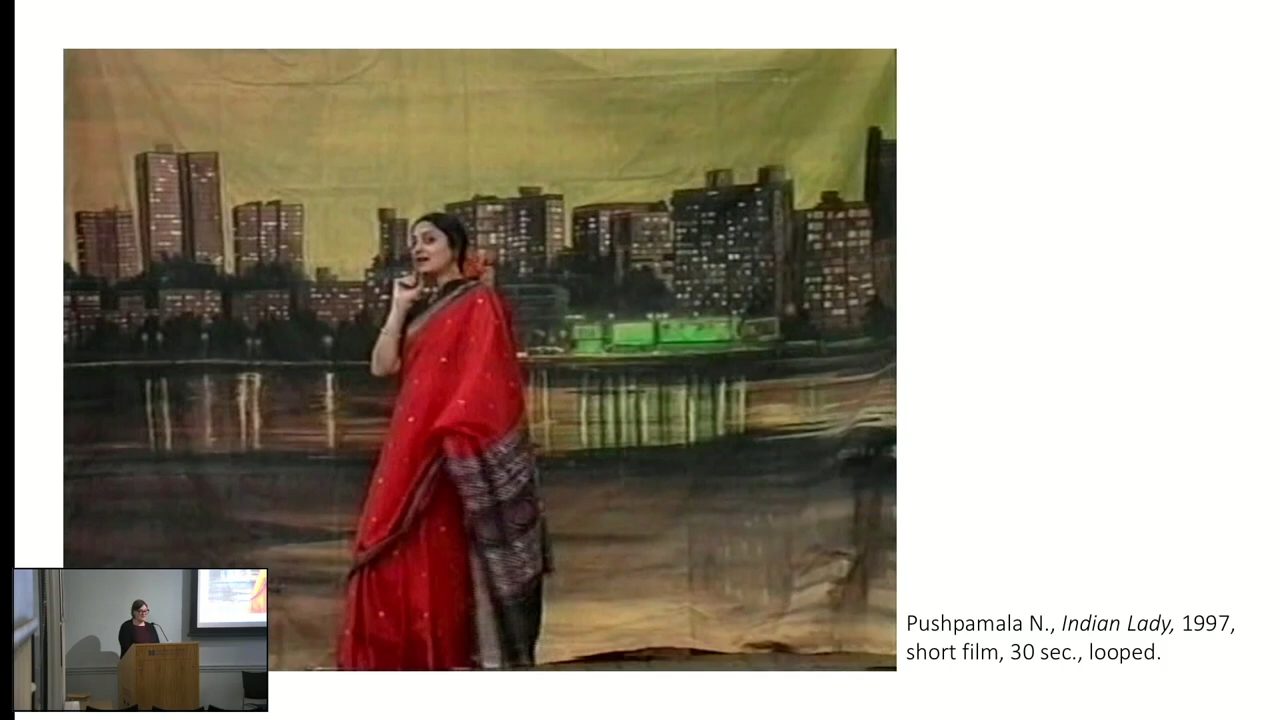 Pushpamala N., Indian Lady, 1997,
short film, 30 sec., looped.